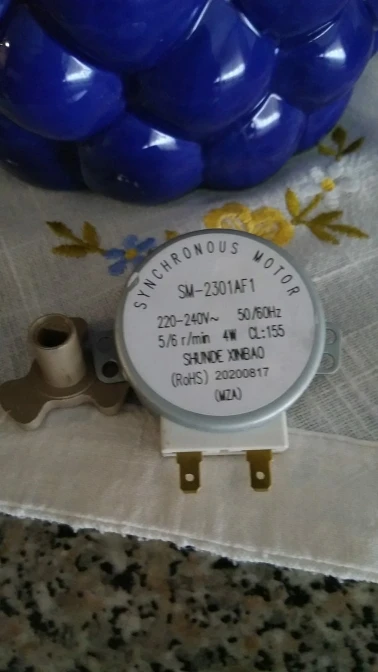 SYNCHRONOUS MOTOR
SM-2301AF1
220-240V~ 50/60Hz
5/6 r/min 4W CL:155
SHUNDE XINBAO
(RoHS) 20200817
(MZA)